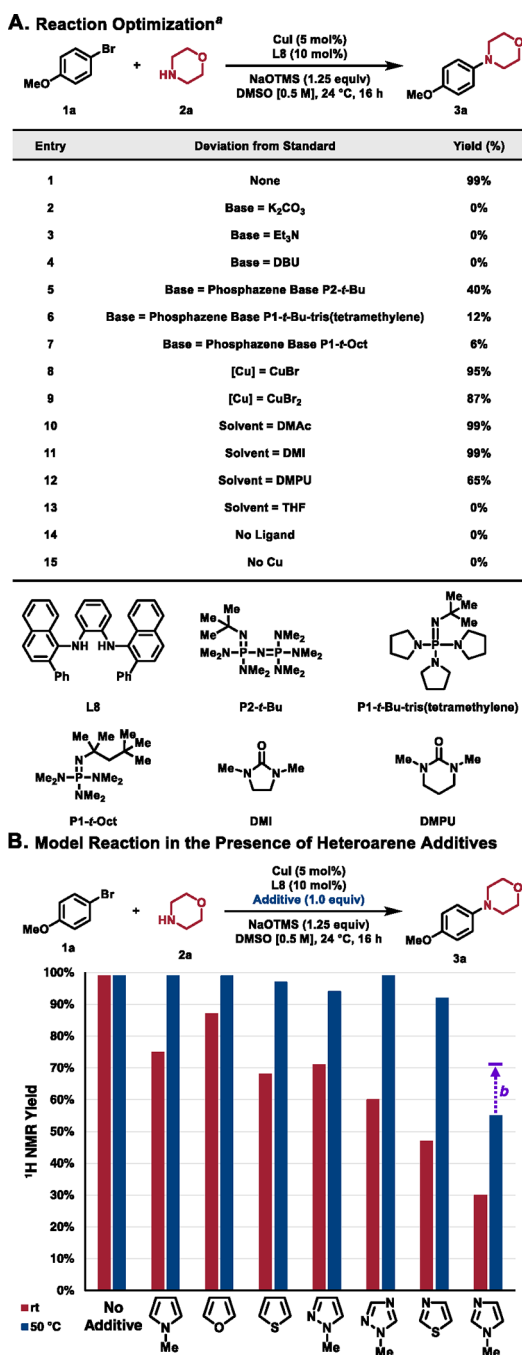 A. Reaction Optimizationᵃ
Br
MeO
1a
+
O
HN
2a
CuI (5 mol%)
L8 (10 mol%)
NaOTMS (1.25 equiv)
DMSO [0.5 M], 24 °C, 16 h
O
N
MeO
3a
Entry Deviation from Standard Yield (%)
1 None 99%
2 Base = K₂CO₃ 0%
3 Base = Et₃N 0%
4 Base = DBU 0%
5 Base = Phosphazene Base P2-t-Bu 40%
6 Base = Phosphazene Base P1-t-Bu-tris(tetramethylene) 12%
7 Base = Phosphazene Base P1-t-Oct 6%
8 [Cu] = CuBr 95%
9 [Cu] = CuBr₂ 87%
10 Solvent = DMAc 99%
11 Solvent = DMI 99%
12 Solvent = DMPU 65%
13 Solvent = THF 0%
14 No Ligand 0%
15 No Cu 0%
NH HN
Ph Ph
L8
Me
Me
Me
N NMe₂
Me₂N P N P NMe₂
NMe₂ NMe₂
P2-t-Bu
Me
Me
N Me
N P N
N
P1-t-Bu-tris(tetramethylene)
Me Me Me
Me
N Me
Me₂N P NMe₂
NMe₂
P1-t-Oct
O
Me N N Me
DMI
O
Me N N Me
DMPU
B. Model Reaction in the Presence of Heteroarene Additives
Br
MeO
1a
+
O
HN
2a
CuI (5 mol%)
L8 (10 mol%)
Additive (1.0 equiv)
NaOTMS (1.25 equiv)
DMSO [0.5 M], 24 °C, 16 h
O
N
MeO
3a
¹H NMR Yield
100%
90%
80%
70%
60%
50%
40%
30%
20%
10%
0%
b
rt
50 °C
No
Additive
N
Me
O
S
N
N
Me
N
N
N
Me
N
S
N
N
Me